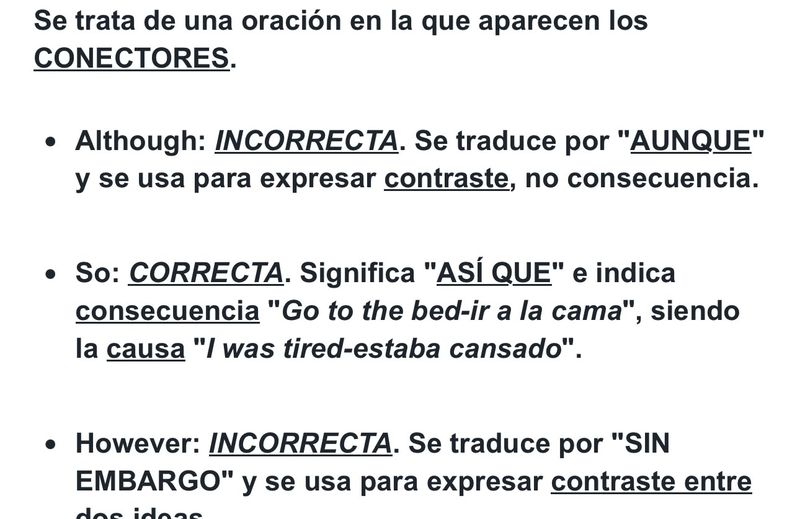 Se trata de una oración en la que aparecen los
CONECTORES.
• Although: INCORRECTA. Se traduce por "AUNQUE"
y se usa para expresar contraste, no consecuencia.
• So: CORRECTA. Significa "ASÍ QUE" e indica
consecuencia "Go to the bed-ir a la cama", siendo
la causa "I was tired-estaba cansado".
• However: INCORRECTA. Se traduce por "SIN
EMBARGO" y se usa para expresar contraste entre
dos ideas.